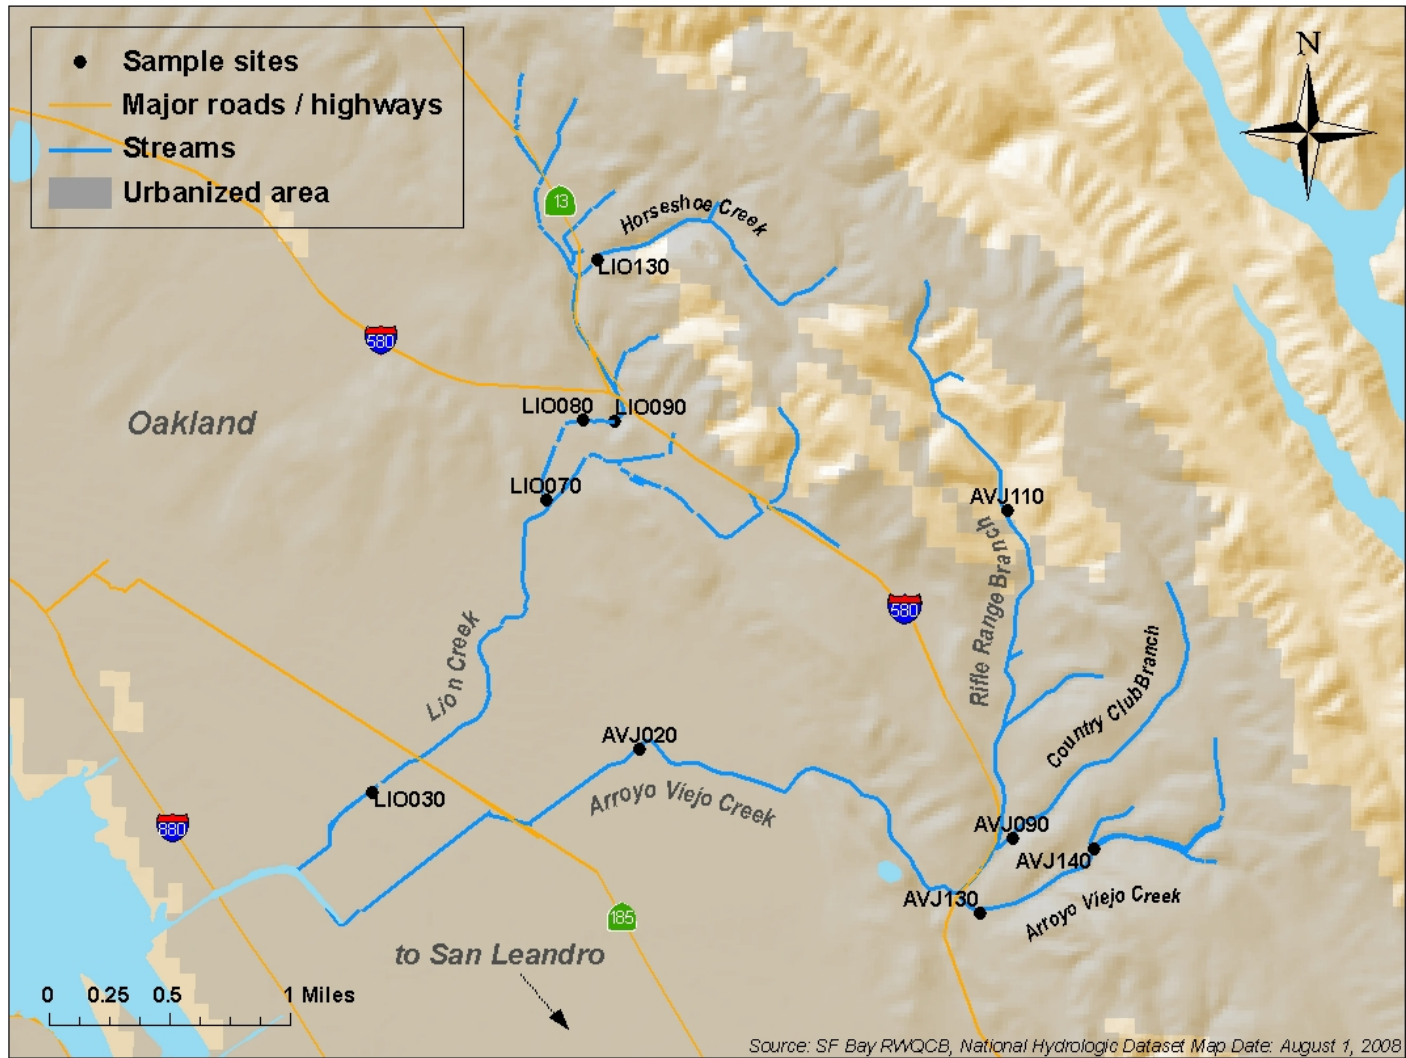 Sample sites
Major roads / highways
Streams
Urbanized area
N
13
Horseshoe Creek
LIO130
580
Oakland
LIO080
LIO090
LIO070
AVJ110
Rifle Range Branch
580
Lion Creek
Country Club Branch
AVJ020
Arroyo Viejo Creek
LIO030
880
AVJ090
AVJ140
AVJ130
Arroyo Viejo Creek
185
to San Leandro
0 0.25 0.5 1 Miles
Source: SF Bay RWQCB, National Hydrologic Dataset Map Date: August 1, 2008